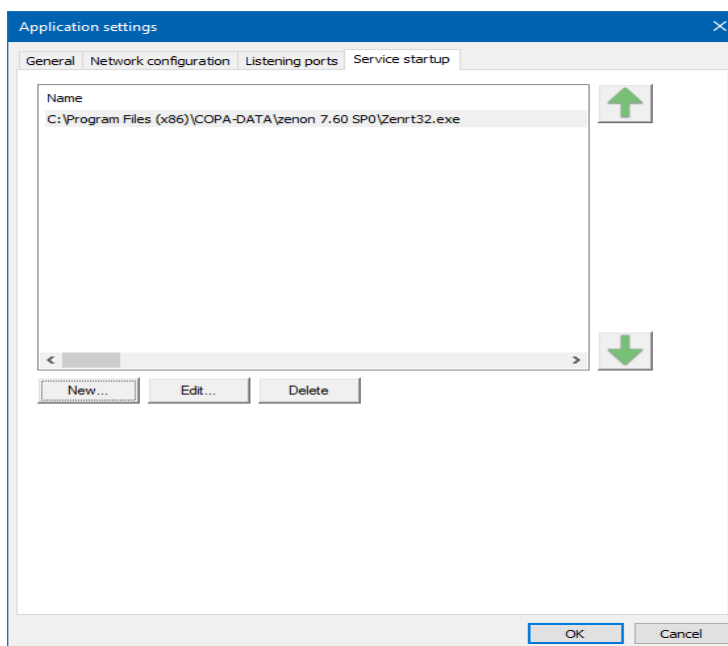 Application settings
General Network configuration Listening ports Service startup
Name
C:\Program Files (x86)\COPA-DATA\zenon 7.60 SP0\Zenrt32.exe
New... Edit... Delete
OK Cancel